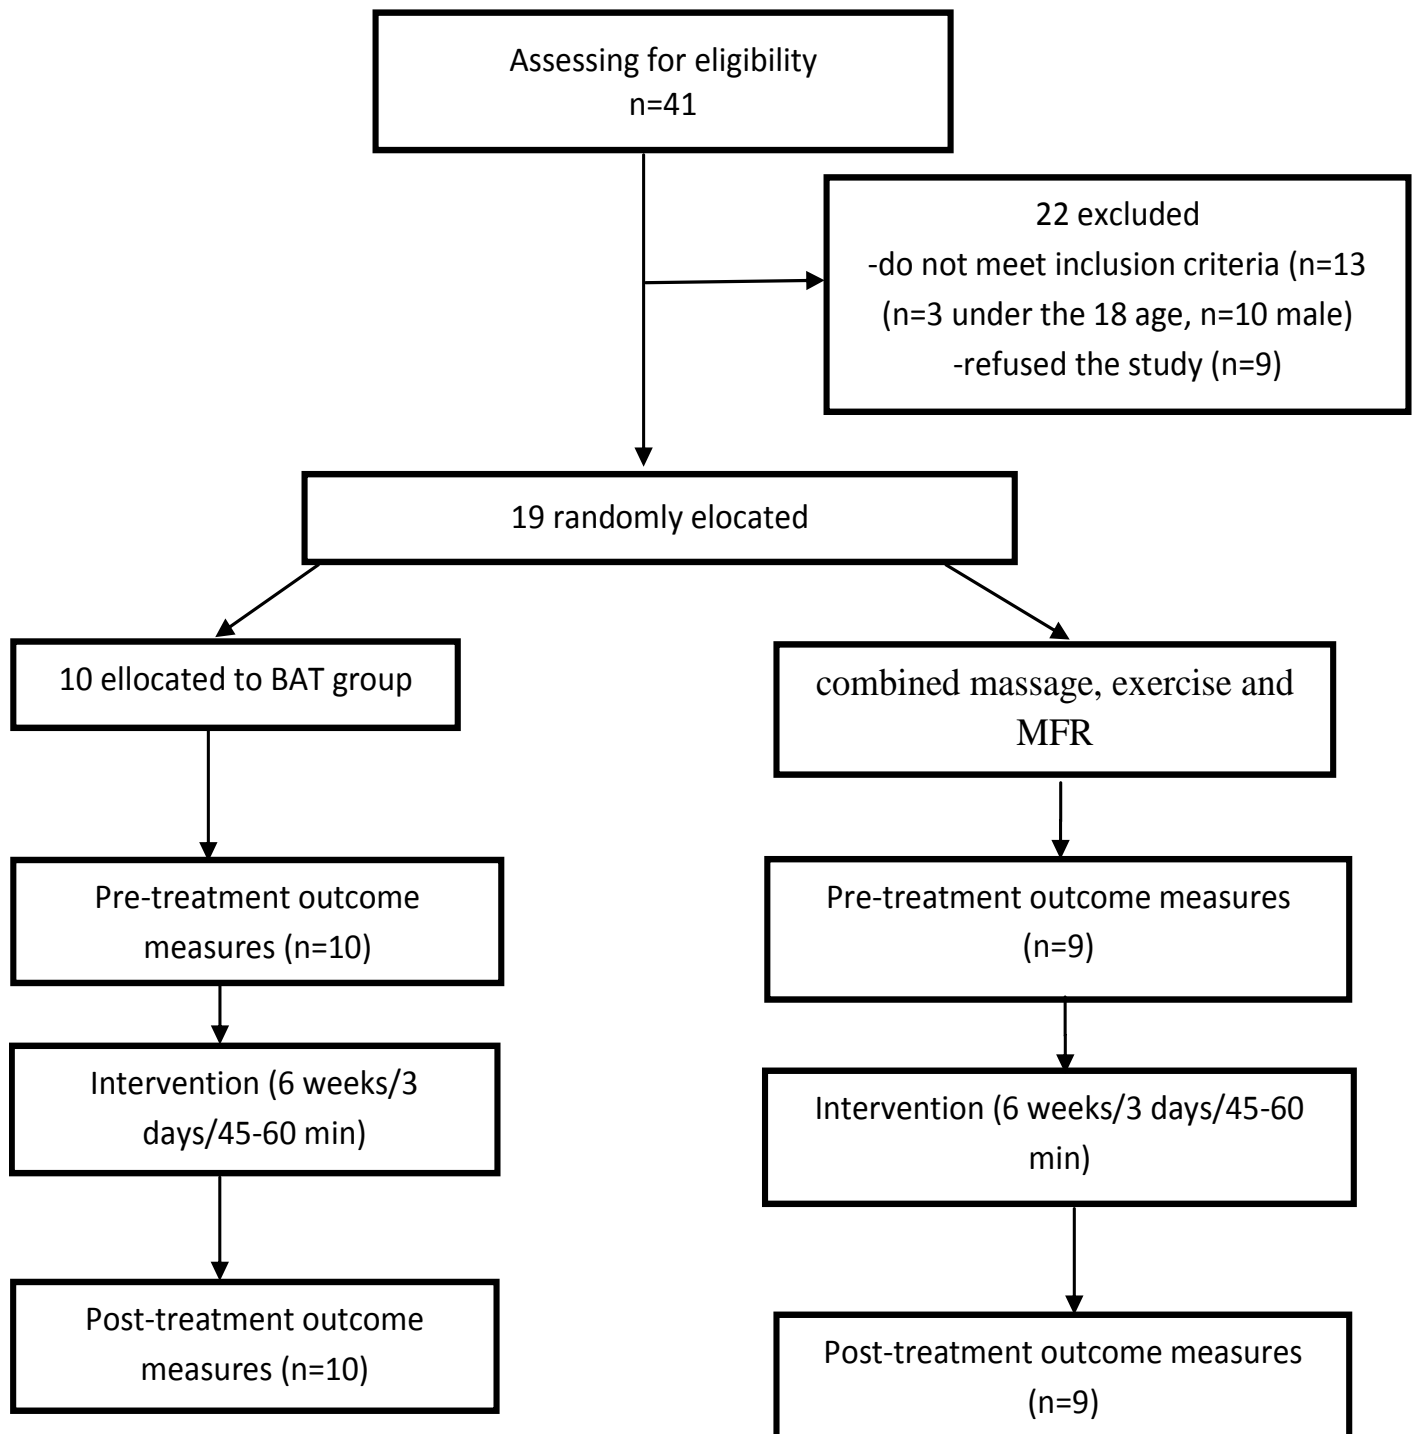 Assessing for eligibility
n=41
22 excluded
-do not meet inclusion criteria (n=13
(n=3 under the 18 age, n=10 male)
-refused the study (n=9)
19 randomly elocated
10 ellocated to BAT group
combined massage, exercise and
MFR
Pre-treatment outcome
measures (n=10)
Pre-treatment outcome measures
(n=9)
Intervention (6 weeks/3
days/45-60 min)
Intervention (6 weeks/3 days/45-60
min)
Post-treatment outcome
measures (n=10)
Post-treatment outcome measures
(n=9)